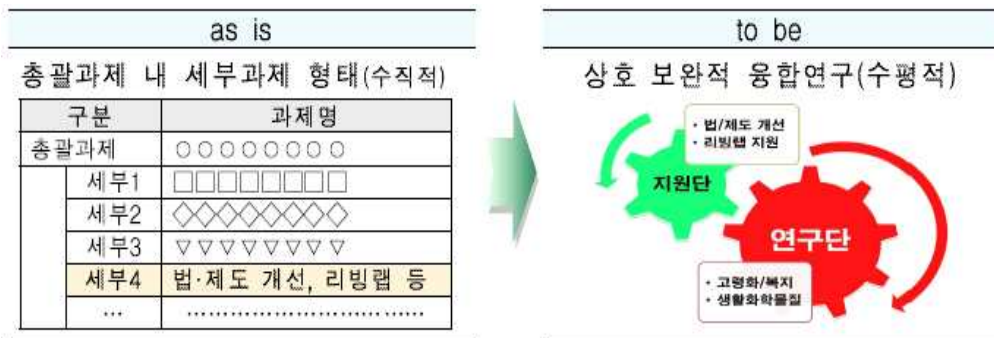 as is
총괄과제 내 세부과제 형태(수직적)
구분 과제명
총괄과제 ○○○○○○○○
세부1 □□□□□□□□
세부2 ◇◇◇◇◇◇◇◇
세부3 ▽▽▽▽▽▽▽▽
세부4 법·제도 개선, 리빙랩 등
… ……………………………
to be
상호 보완적 융합연구(수평적)
· 법/제도 개선
· 리빙랩 지원
지원단
연구단
· 고령화/복지
· 생활화학물질